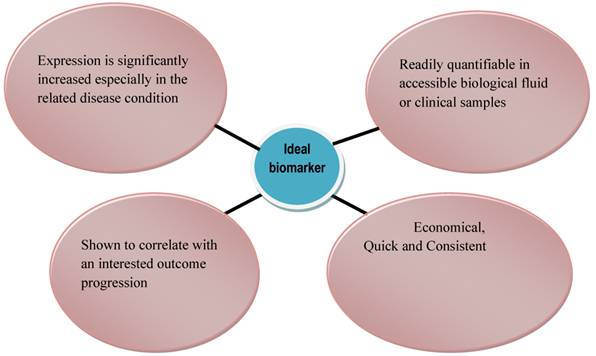 Expression is significantly
increased especially in the
related disease condition
Readily quantifiable in
accessible biological fluid
or clinical samples
Ideal
biomarker
Shown to correlate with
an interested outcome
progression
Economical,
Quick and Consistent